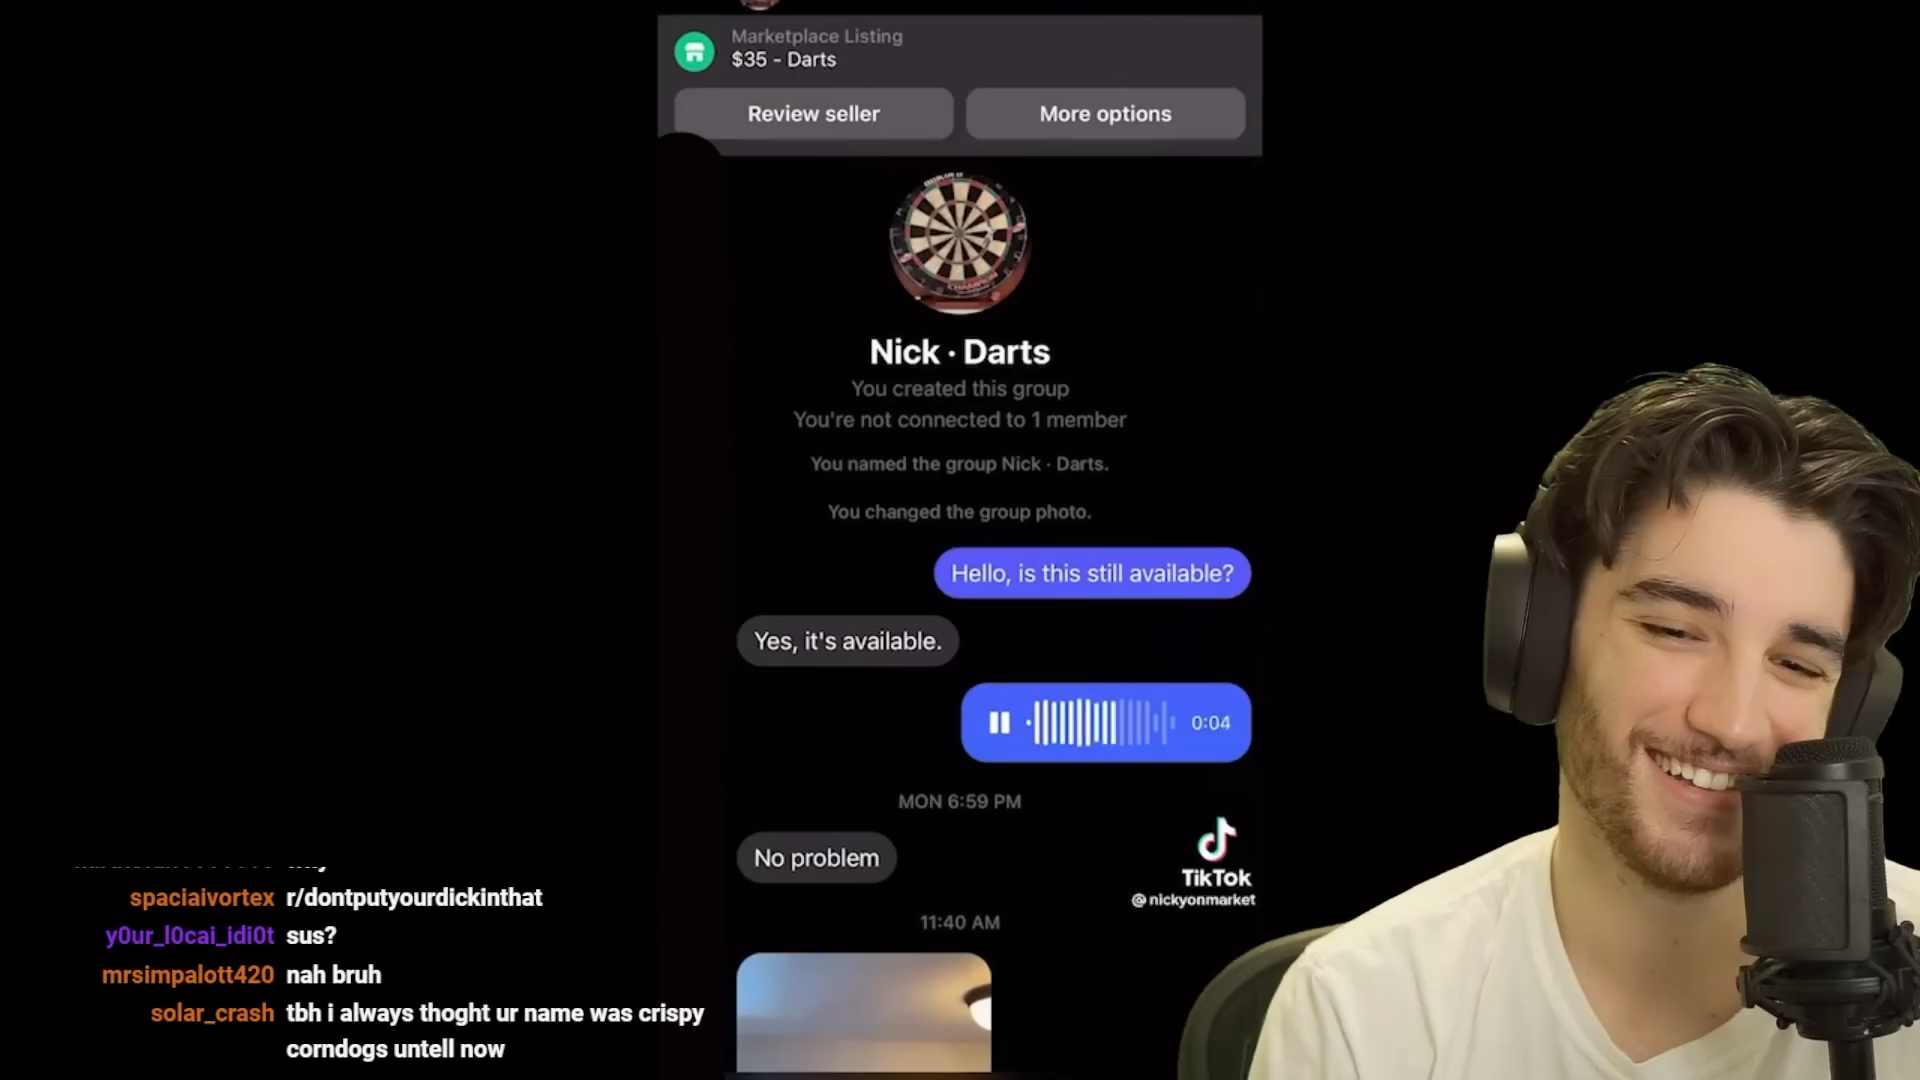 Marketplace Listing
$35 - Darts
Review seller
More options
Nick · Darts
You created this group
You're not connected to 1 member
You named the group Nick · Darts.
You changed the group photo.
Hello, is this still available?
Yes, it's available.
0:04
MON 6:59 PM
No problem
TikTok
@nickyonmarket
11:40 AM
spaciaivortex r/dontputyourdickinthat
y0ur_l0cai_idi0t sus?
mrsimpalott420 nah bruh
solar_crash tbh i always thoght ur name was crispy
corndogs untell now